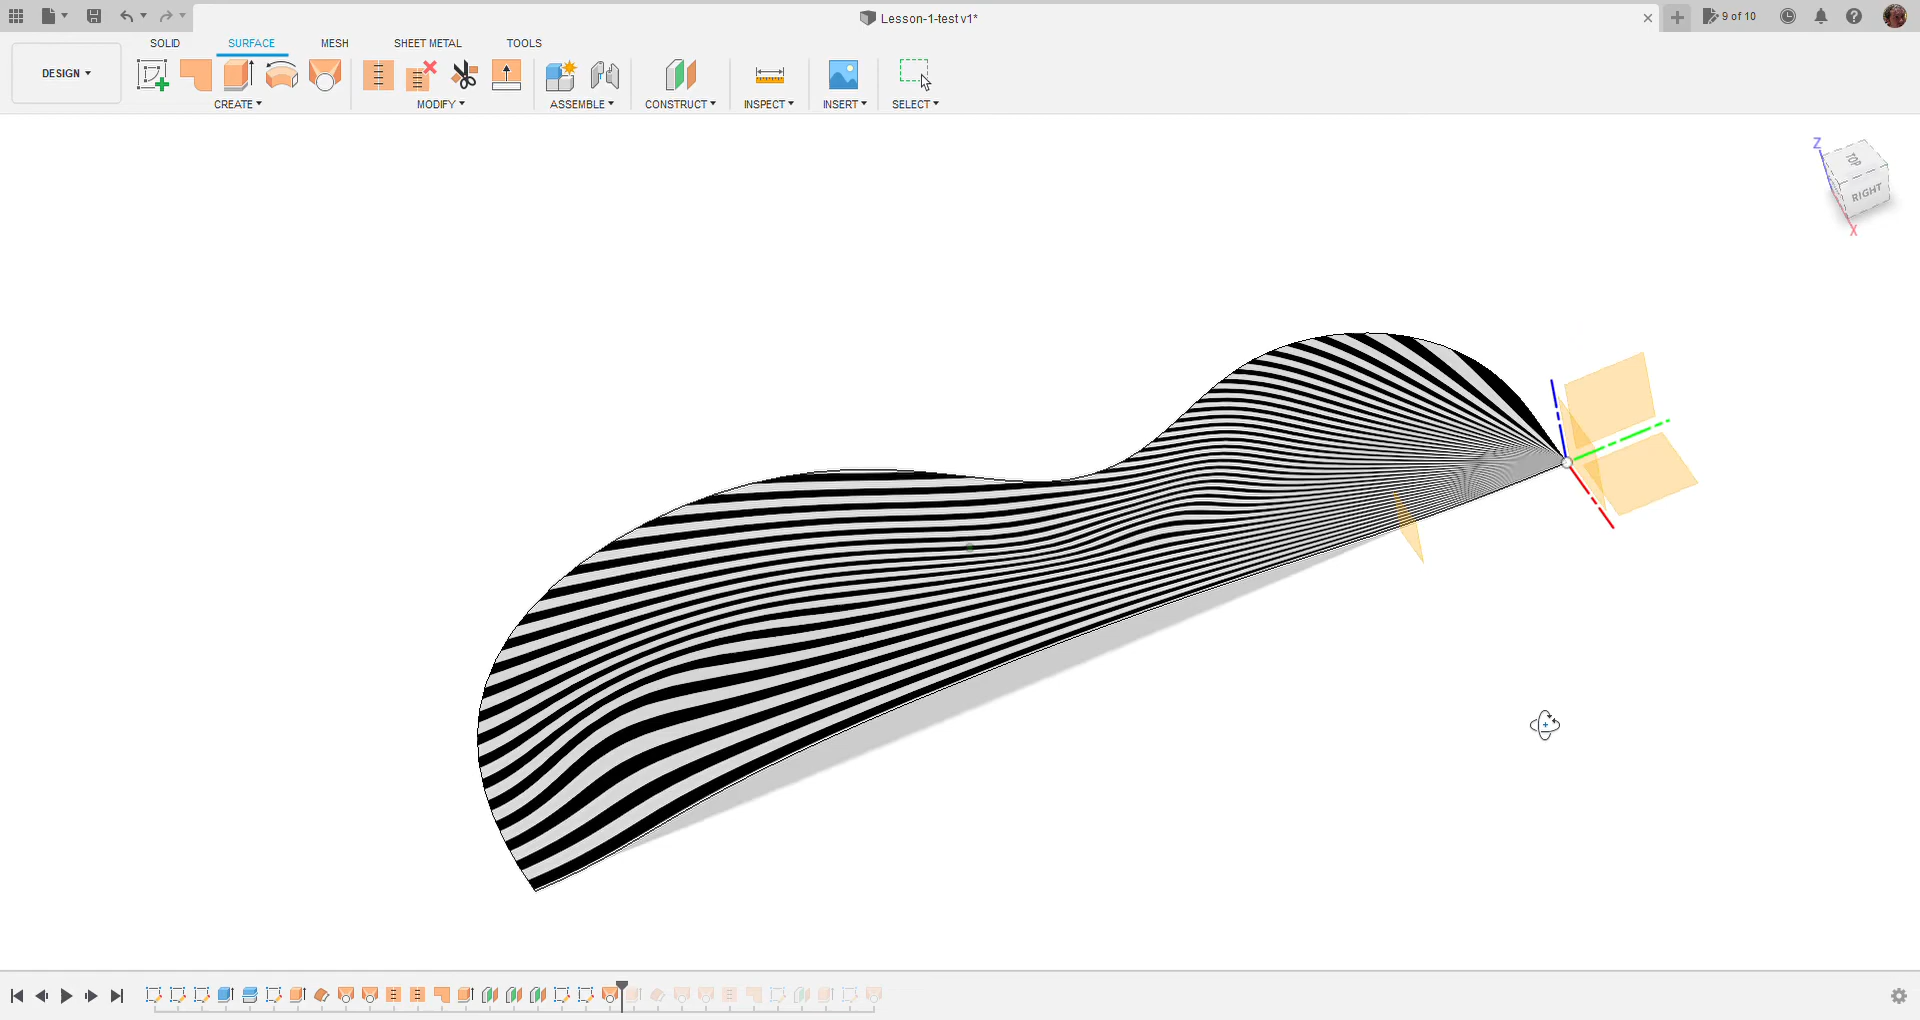 Lesson-1-test v1*
9 of 10
SOLID
SURFACE
MESH
SHEET METAL
TOOLS
DESIGN
CREATE
MODIFY
ASSEMBLE
CONSTRUCT
INSPECT
INSERT
SELECT
Z
TOP
RIGHT
X